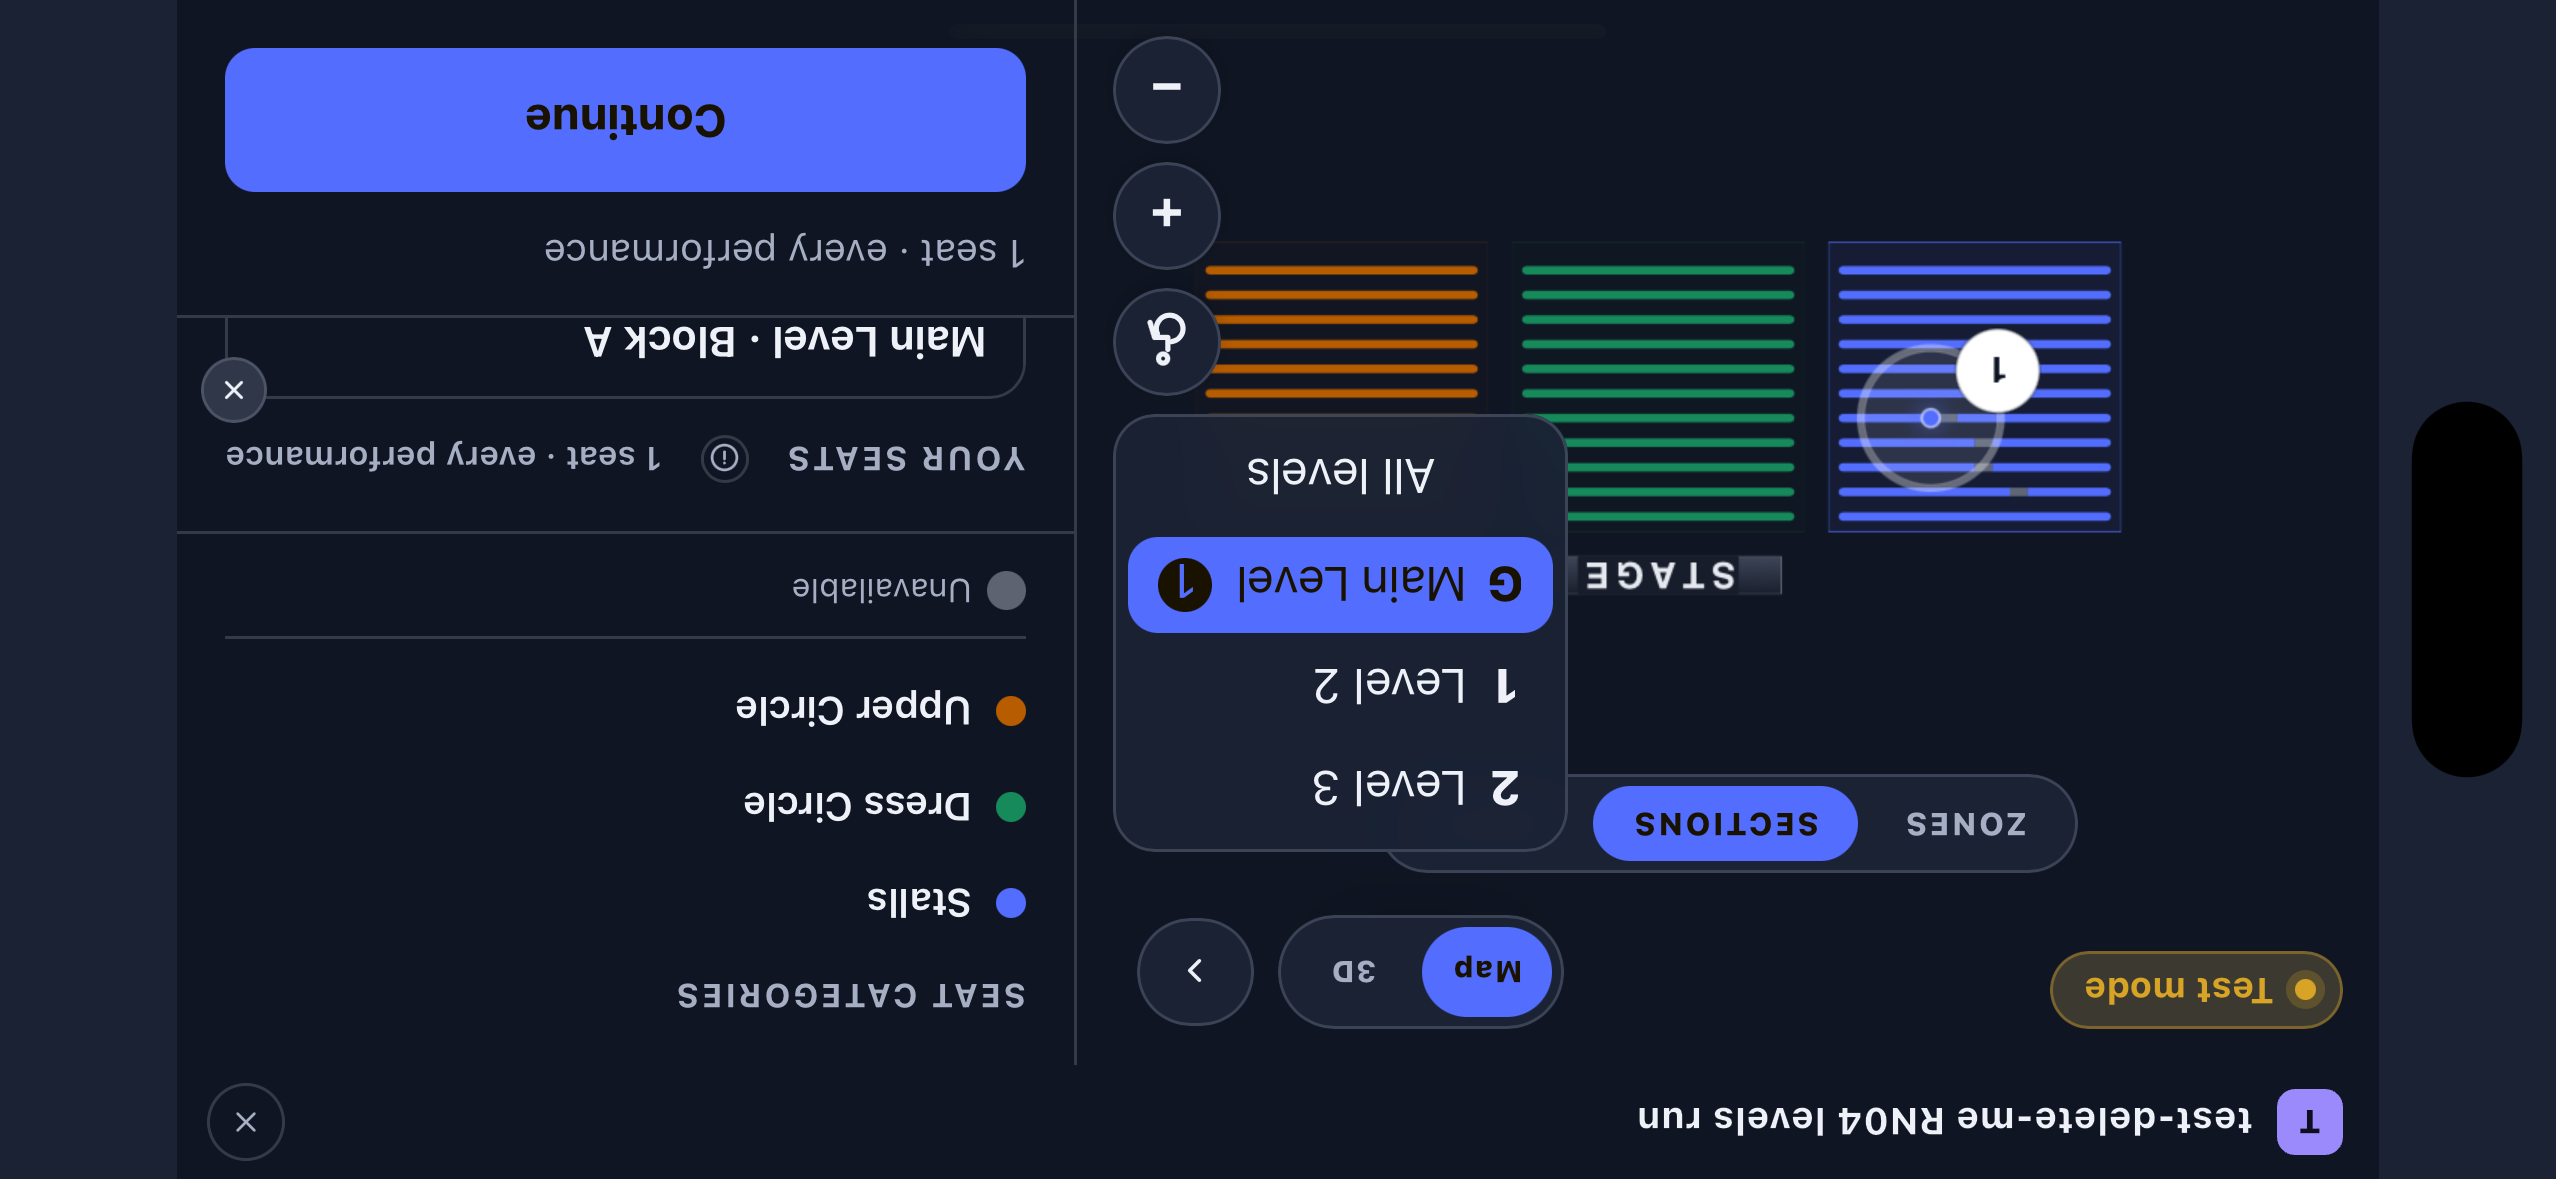 T test-delete-me RN04 levels run
Test mode
Map 3D
ZONES SECTIONS
2 Level 3
1 Level 2
G Main Level 1
All levels
STAGE
1
SEAT CATEGORIES
Stalls
Dress Circle
Upper Circle
Unavailable
YOUR SEATS 1 seat · every performance
Main Level · Block A
1 seat · every performance
Continue